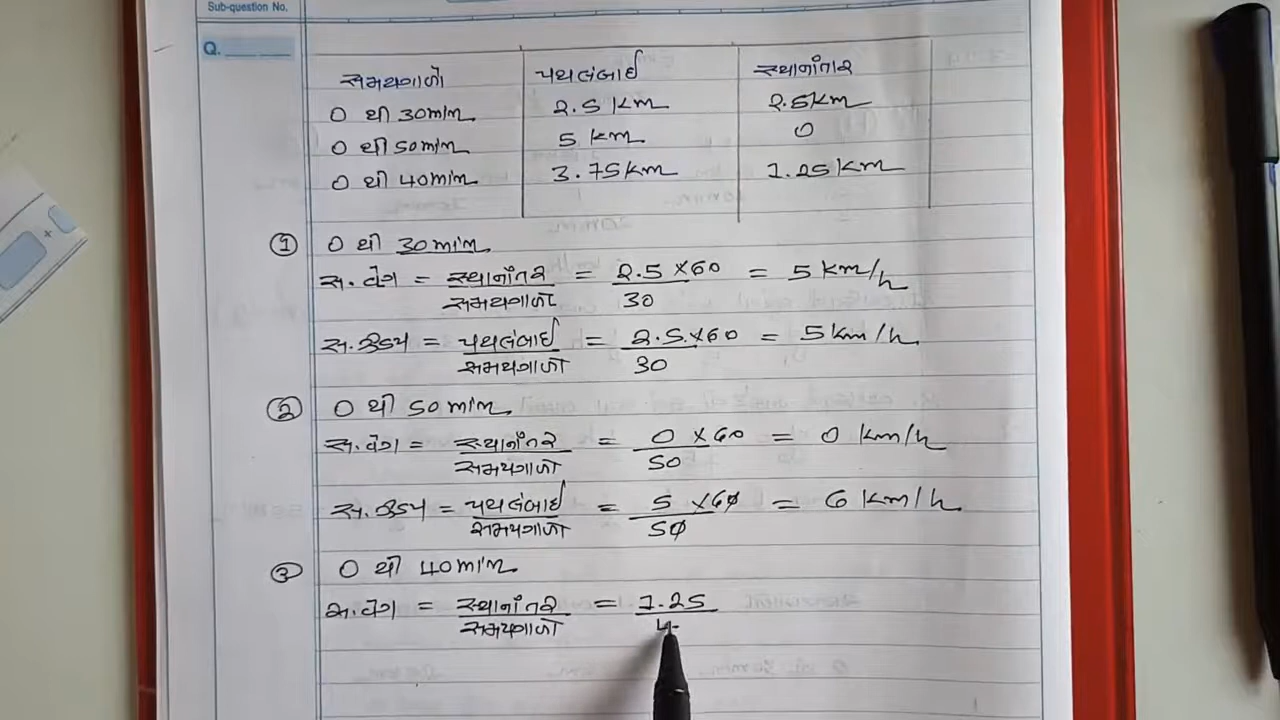 Sub-question No.
Q.
સમયગાળો પથલંબાઈ સ્થાનાંતર
0 થી 30min 2.5 Km 2.5Km
0 થી 50min 5 Km 0
0 થી 40min 3.75Km 1.25 Km
① 0 થી 30min
સ. વેગ = સ્થાનાંતર / સમયગાળો = 2.5 × 60 / 30 = 5 Km/h
સ. ઝડપ = પથલંબાઈ / સમયગાળો = 2.5 × 60 / 30 = 5 Km/h
② 0 થી 50 min
સ. વેગ = સ્થાનાંતર / સમયગાળો = 0 × 60 / 50 = 0 Km/h
સ. ઝડપ = પથલંબાઈ / સમયગાળો = 5 × 60 / 50 = 6 Km/h
③ 0 થી 40min
સ. વેગ = સ્થાનાંતર / સમયગાળો = 1.25 / 4